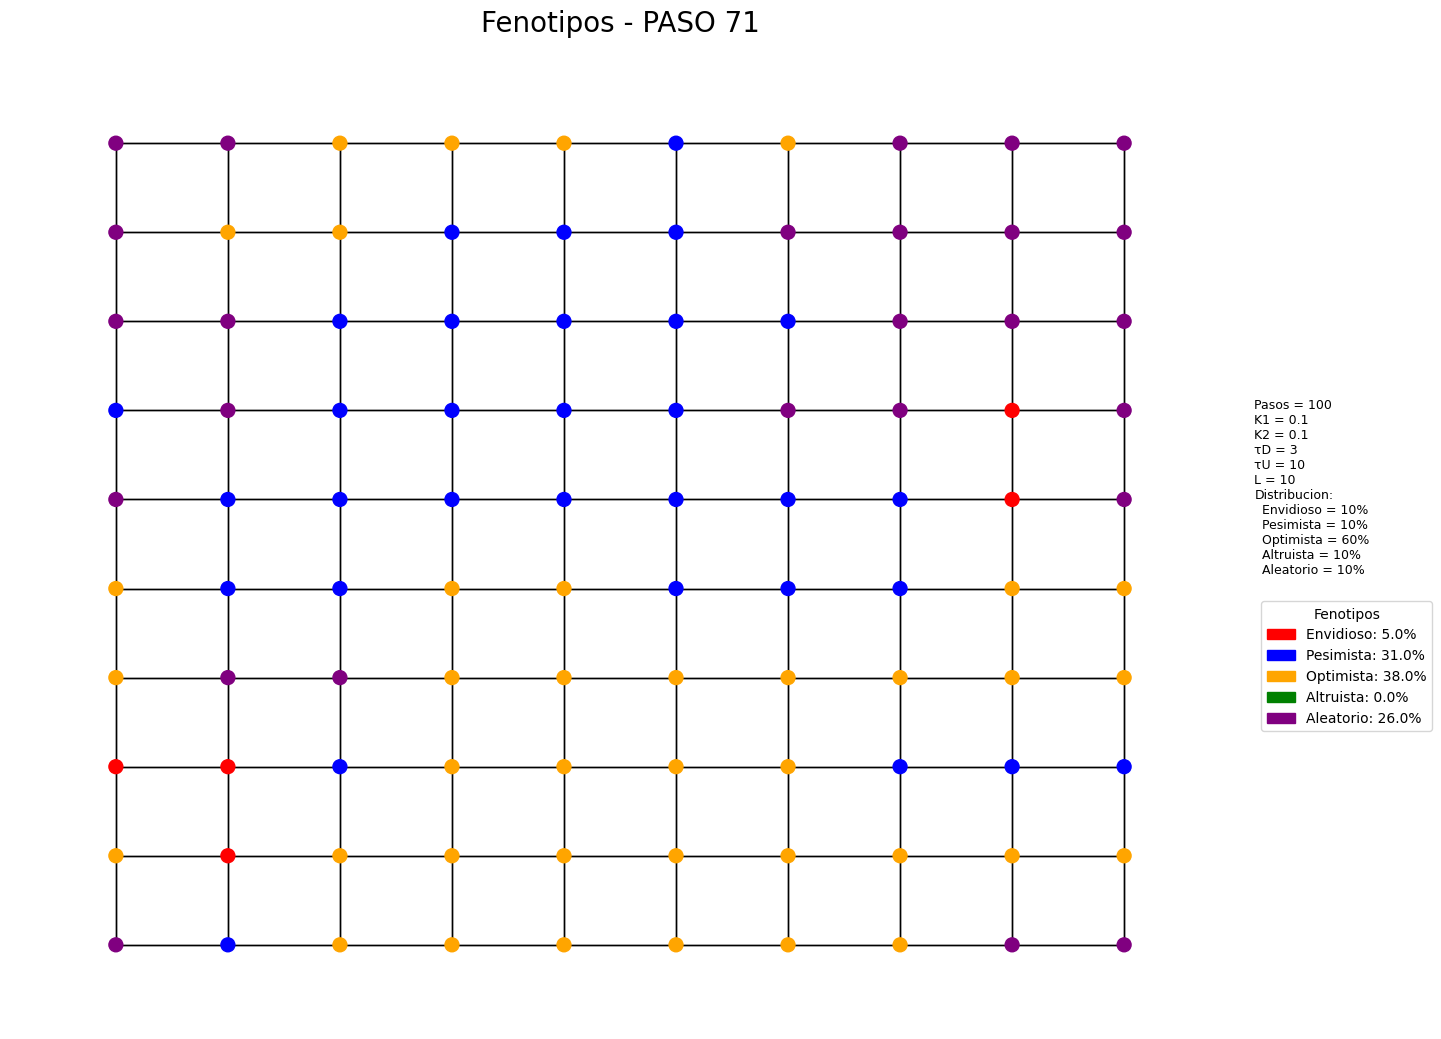 Fenotipos - PASO 71
Pasos = 100
K1 = 0.1
K2 = 0.1
τD = 3
τU = 10
L = 10
Distribucion:
Envidioso = 10%
Pesimista = 10%
Optimista = 60%
Altruista = 10%
Aleatorio = 10%
Fenotipos
Envidioso: 5.0%
Pesimista: 31.0%
Optimista: 38.0%
Altruista: 0.0%
Aleatorio: 26.0%